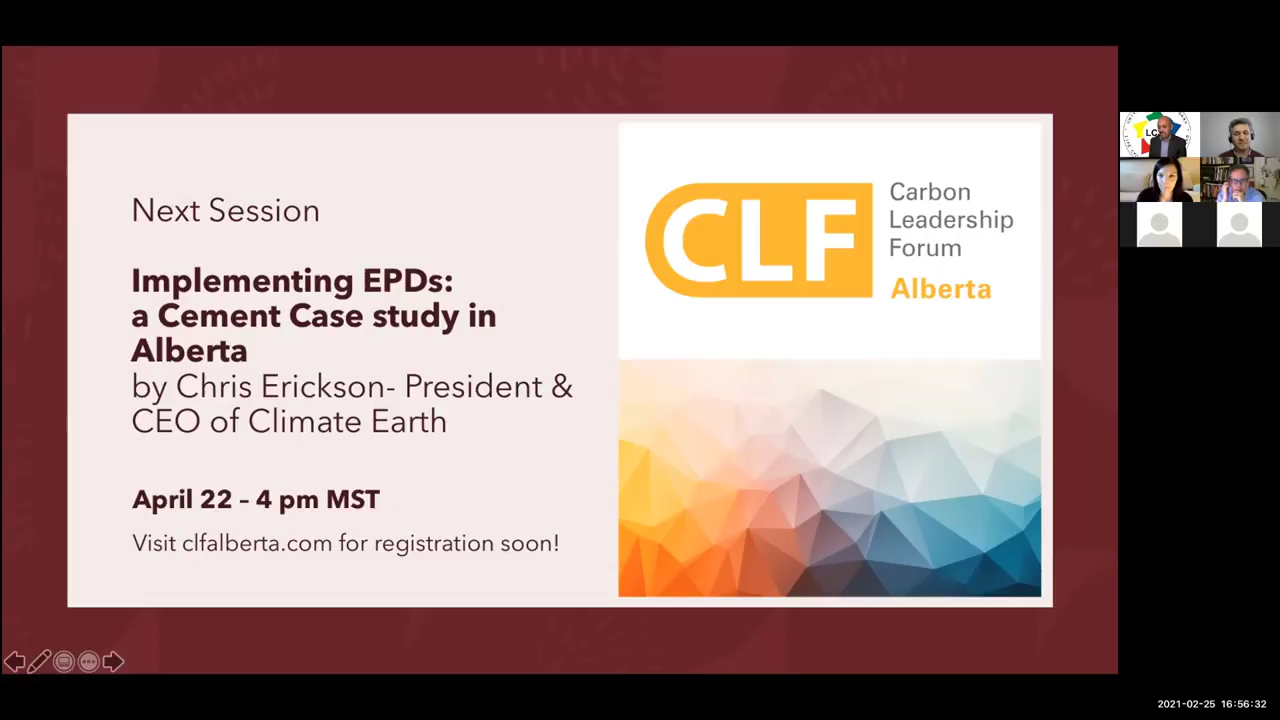 Next Session
Implementing EPDs:
a Cement Case study in
Alberta
by Chris Erickson- President &
CEO of Climate Earth
April 22 – 4 pm MST
Visit clfalberta.com for registration soon!
CLF
Carbon
Leadership
Forum
Alberta
2021-02-25 16:56:32